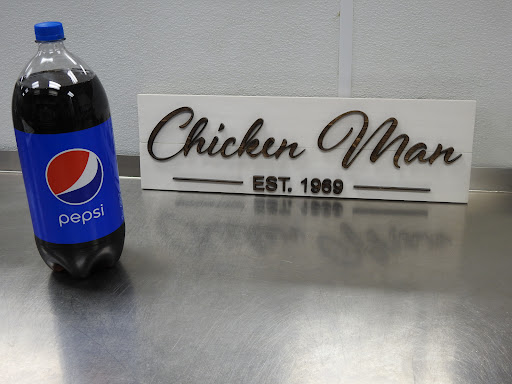 pepsi
Chicken Man
EST. 1969